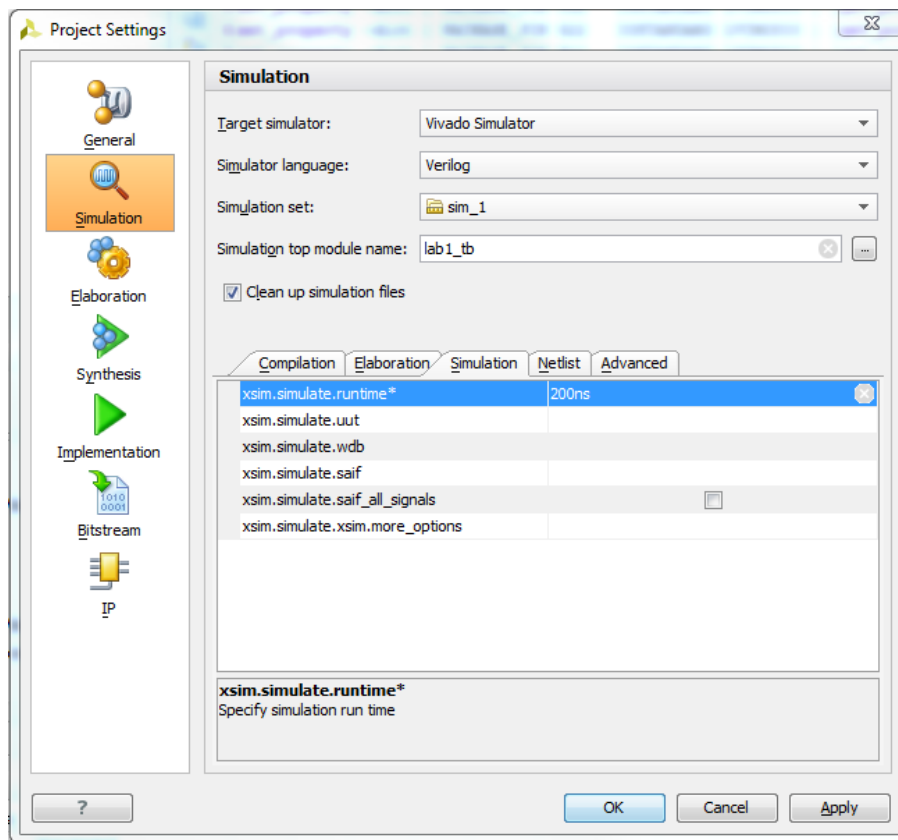 Project Settings
General
Simulation
Elaboration
Synthesis
Implementation
1010
0001
Bitstream
IP
Simulation
Target simulator: Vivado Simulator
Simulator language: Verilog
Simulation set: sim_1
Simulation top module name: lab1_tb ...
Clean up simulation files
Compilation Elaboration Simulation Netlist Advanced
xsim.simulate.runtime* 200ns
xsim.simulate.uut
xsim.simulate.wdb
xsim.simulate.saif
xsim.simulate.saif_all_signals
xsim.simulate.xsim.more_options
xsim.simulate.runtime*
Specify simulation run time
? OK Cancel Apply